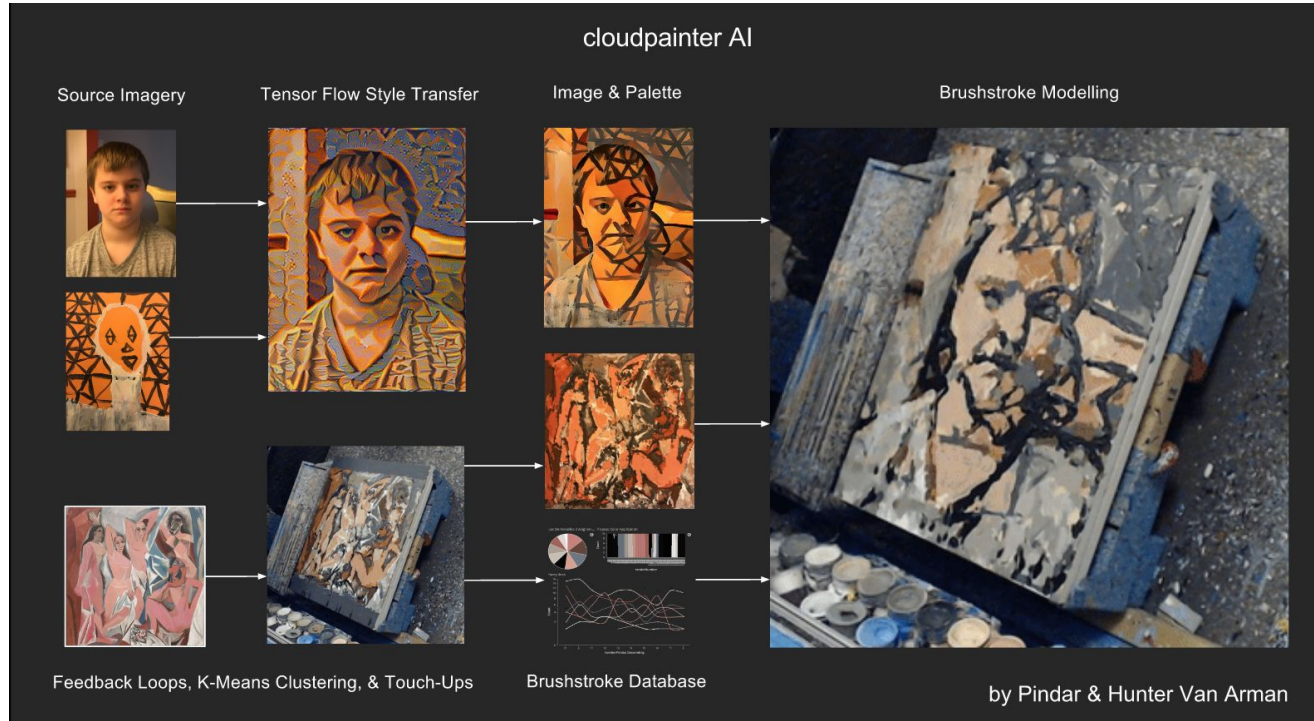 cloudpainter AI
Source Imagery
Tensor Flow Style Transfer
Image & Palette
Brushstroke Modelling
Feedback Loops, K-Means Clustering, & Touch-Ups
Brushstroke Database
by Pindar & Hunter Van Arman